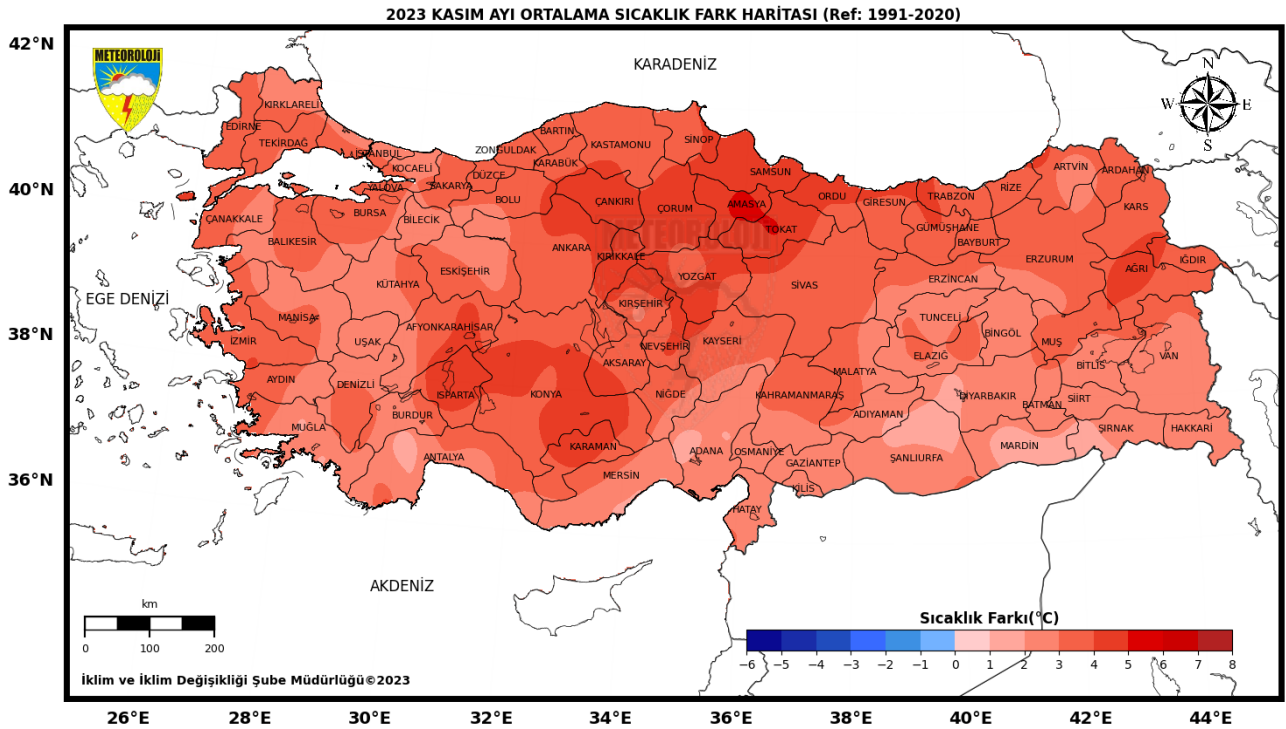 2023 KASIM AYI ORTALAMA SICAKLIK FARK HARİTASI (Ref: 1991-2020)
42°N
40°N
38°N
36°N
METEOROLOJİ
KARADENİZ
N
W
E
S
KIRKLARELİ
EDİRNE
TEKİRDAĞ
İSTANBUL
KOCAELİ
YALOVA
SAKARYA
DÜZCE
ZONGULDAK
BARTIN
KARABÜK
KASTAMONU
SİNOP
SAMSUN
BOLU
ÇANKIRI
ÇORUM
AMASYA
TOKAT
ORDU
GİRESUN
TRABZON
RİZE
ARTVİN
ARDAHAN
KARS
GÜMÜŞHANE
BAYBURT
ÇANAKKALE
BURSA
BİLECİK
BALIKESİR
ESKİŞEHİR
ANKARA
KIRIKKALE
METEOROLOJİ
YOZGAT
SİVAS
ERZİNCAN
ERZURUM
AĞRI
IĞDIR
EGE DENİZİ
KÜTAHYA
MANİSA
İZMİR
UŞAK
AFYONKARAHİSAR
KIRŞEHİR
NEVŞEHİR
KAYSERİ
AKSARAY
TUNCELİ
BİNGÖL
ELAZIĞ
MUŞ
BİTLİS
VAN
MALATYA
AYDIN
DENİZLİ
ISPARTA
KONYA
NİĞDE
KAHRAMANMARAŞ
ADIYAMAN
DİYARBAKIR
BATMAN
SİİRT
BURDUR
MUĞLA
ANTALYA
KARAMAN
MERSİN
ADANA
OSMANİYE
GAZİANTEP
KİLİS
HATAY
ŞANLIURFA
MARDİN
ŞIRNAK
HAKKARİ
AKDENİZ
km
0 100 200
Sıcaklık Farkı(°C)
−6 −5 −4 −3 −2 −1 0 1 2 3 4 5 6 7 8
İklim ve İklim Değişikliği Şube Müdürlüğü©2023
26°E 28°E 30°E 32°E 34°E 36°E 38°E 40°E 42°E 44°E